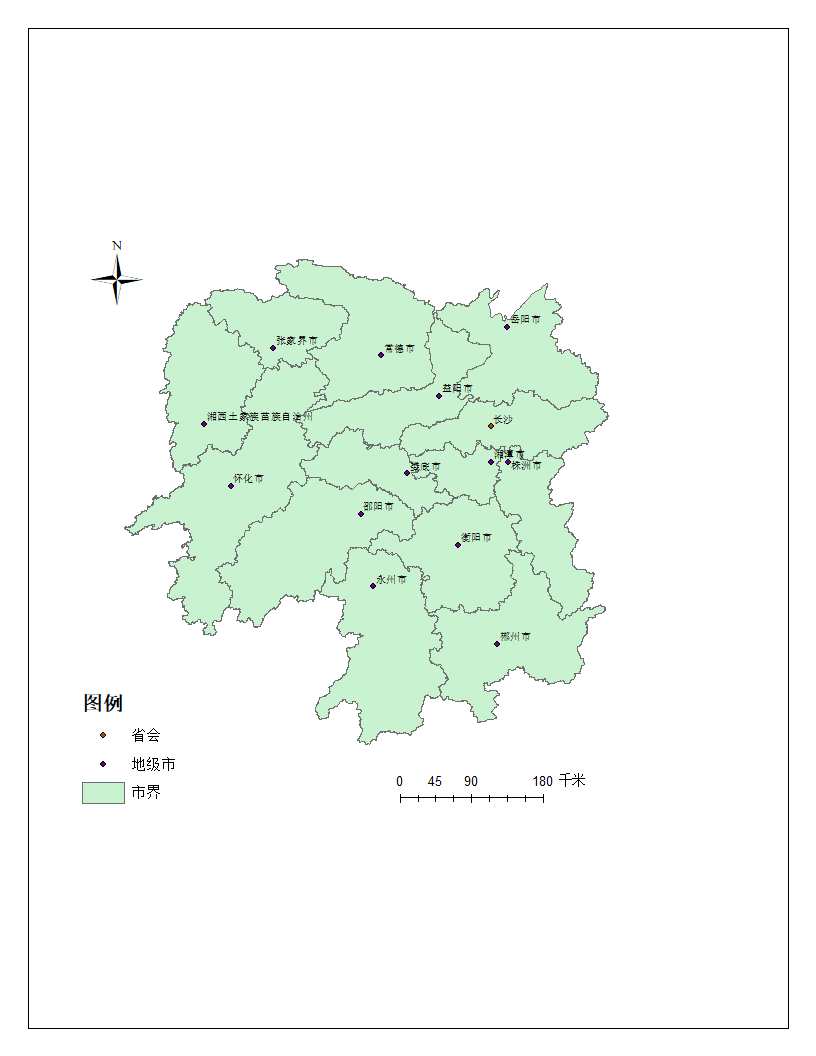 N
岳阳市
张家界市
常德市
益阳市
湘西土家族苗族自治州
长沙
湘潭市
株洲市
娄底市
怀化市
邵阳市
衡阳市
永州市
郴州市
图例
省会
地级市
市界
0 45 90 180 千米